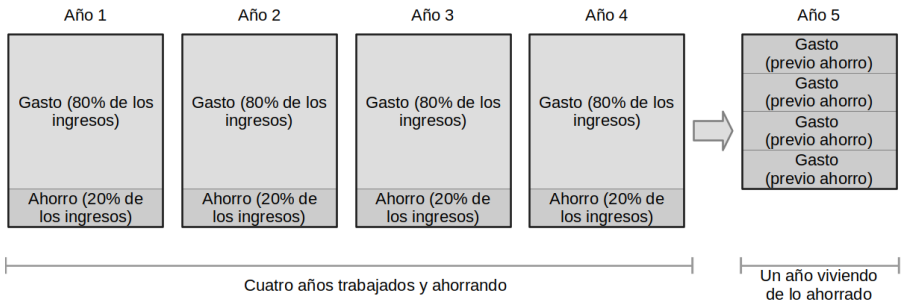 Año 1
Año 2
Año 3
Año 4
Año 5
Gasto (80% de los
ingresos)
Ahorro (20% de
los ingresos)
Gasto (80% de los
ingresos)
Ahorro (20% de
los ingresos)
Gasto (80% de los
ingresos)
Ahorro (20% de
los ingresos)
Gasto (80% de los
ingresos)
Ahorro (20% de
los ingresos)
Gasto
(previo ahorro)
Gasto
(previo ahorro)
Gasto
(previo ahorro)
Gasto
(previo ahorro)
Cuatro años trabajados y ahorrando
Un año viviendo
de lo ahorrado